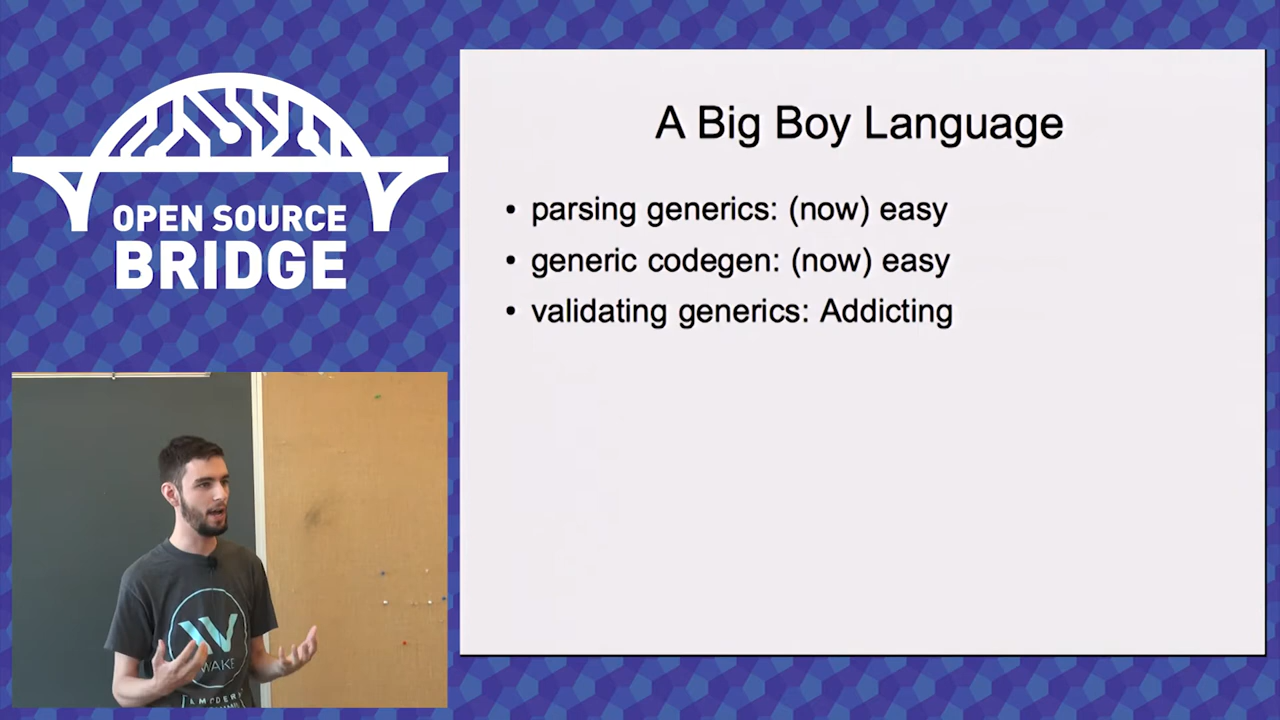 OPEN SOURCE
BRIDGE
A Big Boy Language
• parsing generics: (now) easy
• generic codegen: (now) easy
• validating generics: Addicting
WAKE